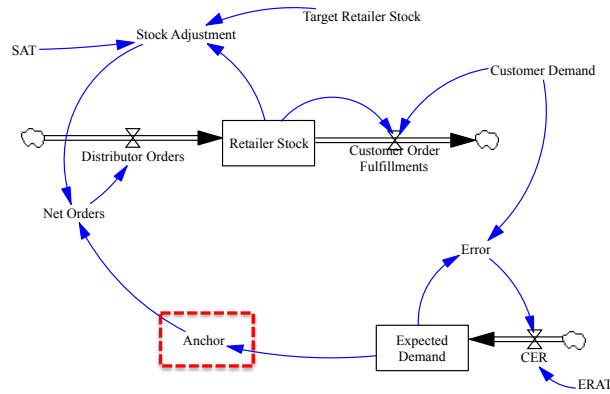 Target Retailer Stock
Stock Adjustment
SAT
Customer Demand
Retailer Stock
Distributor Orders
Customer Order
Fulfillments
Net Orders
Error
Anchor
Expected
Demand
CER
ERAT